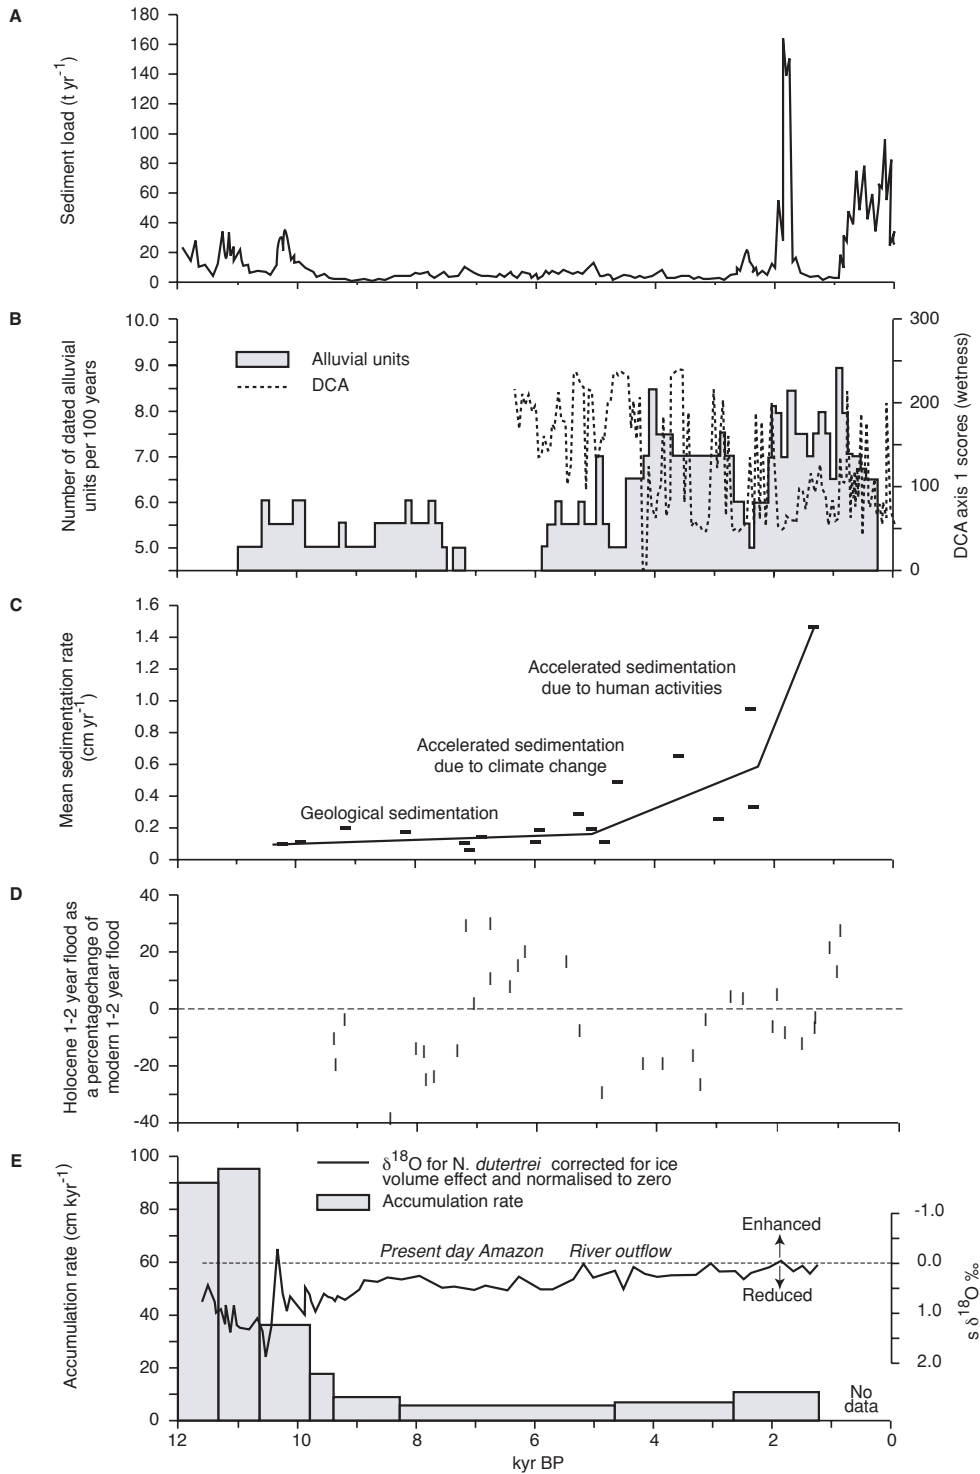 A
Sediment load (t yr-1)
180
160
140
120
100
80
60
40
20
0
12
10
8
6
4
2
0
B
Number of dated alluvial
units per 100 years
10.0
9.0
8.0
7.0
6.0
5.0
Alluvial units
DCA
300
200
100
0
DCA axis 1 scores (wetness)
C
Mean sedimentation rate
(cm yr-1)
1.6
1.4
1.2
1.0
0.8
0.6
0.4
0.2
0
Accelerated sedimentation
due to human activities
Accelerated sedimentation
due to climate change
Geological sedimentation
D
Holocene 1-2 year flood as
a percentagechange of
modern 1-2 year flood
40
20
0
-20
-40
E
Accumulation rate (cm kyr-1)
100
80
60
40
20
0
δ18O for N. dutertrei corrected for ice
volume effect and normalised to zero
Accumulation rate
Present day Amazon River outflow
Enhanced
Reduced
-1.0
0.0
1.0
2.0
s δ18O ‰
No
data
12
10
8
6
4
2
0
kyr BP